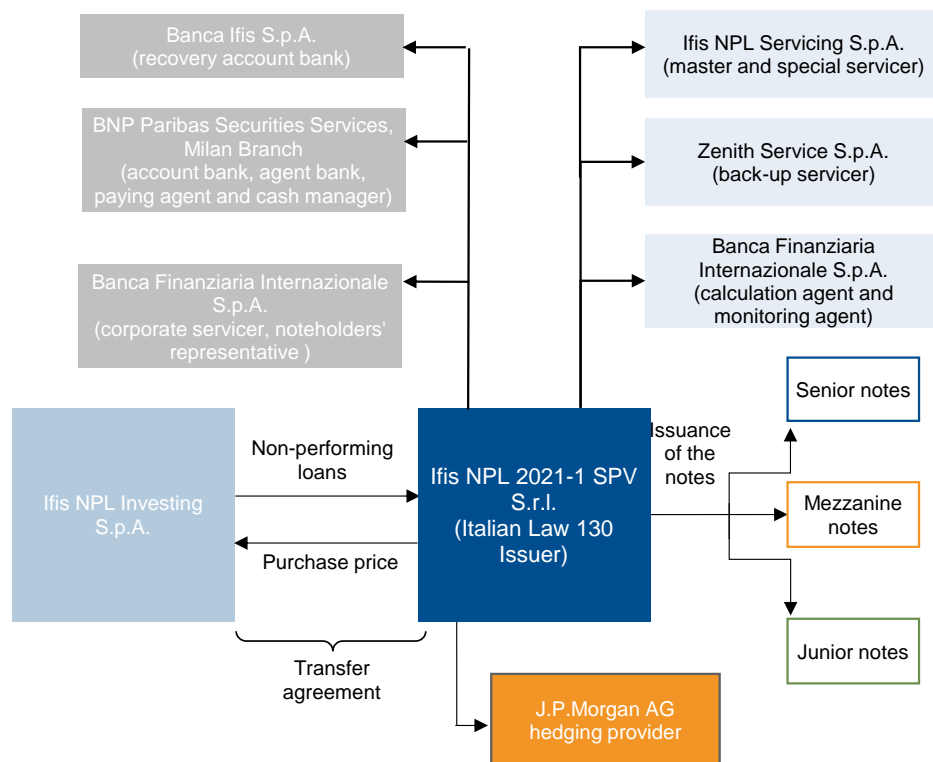 Banca Ifis S.p.A.
(recovery account bank)
Ifis NPL Servicing S.p.A.
(master and special servicer)
BNP Paribas Securities Services,
Milan Branch
(account bank, agent bank,
paying agent and cash manager)
Zenith Service S.p.A.
(back-up servicer)
Banca Finanziaria Internazionale
S.p.A.
(corporate servicer, noteholders'
representative )
Banca Finanziaria
Internazionale S.p.A.
(calculation agent and
monitoring agent)
Ifis NPL Investing
S.p.A.
Non-performing
loans
Purchase price
Transfer
agreement
Ifis NPL 2021-1 SPV
S.r.l.
(Italian Law 130
Issuer)
Issuance
of the
notes
Senior notes
Mezzanine
notes
Junior notes
J.P.Morgan AG
hedging provider